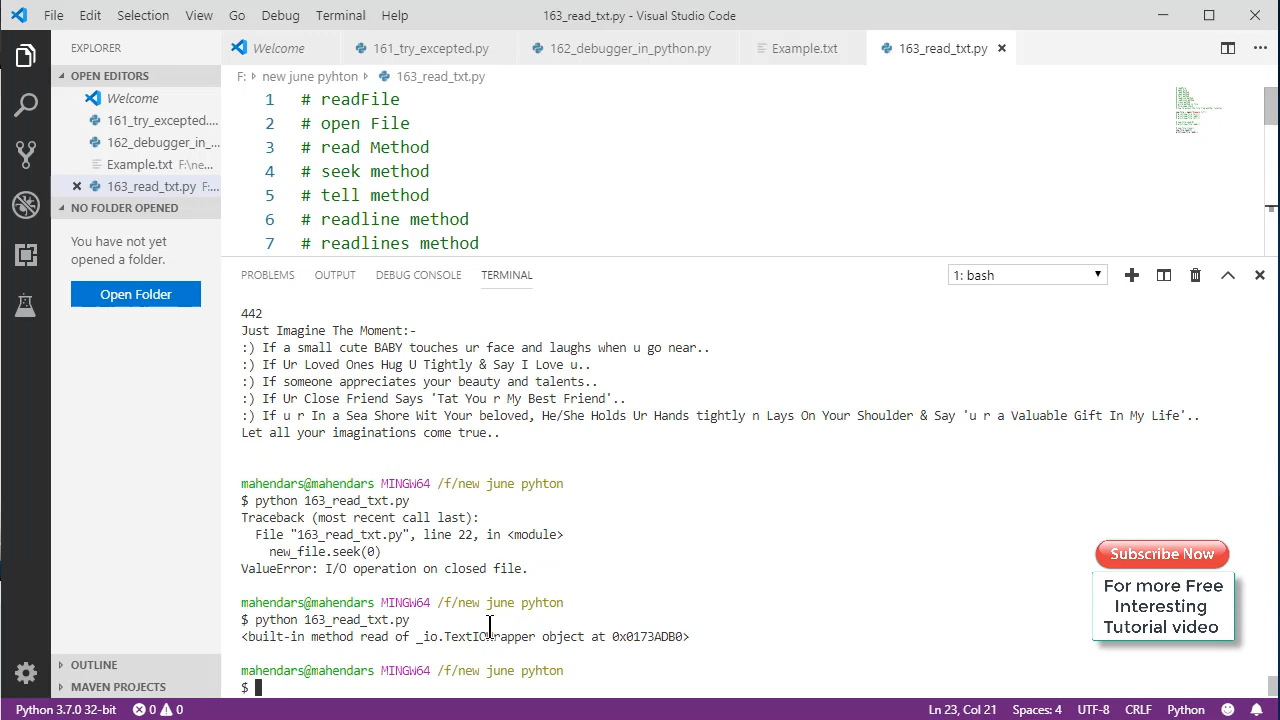 File Edit Selection View Go Debug Terminal Help 163_read_txt.py - Visual Studio Code
EXPLORER
Welcome 161_try_excepted.py 162_debugger_in_python.py Example.txt 163_read_txt.py
OPEN EDITORS
Welcome
161_try_excepted....
162_debugger_in_...
Example.txt F:\ne...
163_read_txt.py F:...
NO FOLDER OPENED
You have not yet
opened a folder.
Open Folder
OUTLINE
MAVEN PROJECTS
F: › new june pyhton › 163_read_txt.py
1 # readFile
2 # open File
3 # read Method
4 # seek method
5 # tell method
6 # readline method
7 # readlines method
PROBLEMS OUTPUT DEBUG CONSOLE TERMINAL 1: bash
442
Just Imagine The Moment:-
:) If a small cute BABY touches ur face and laughs when u go near..
:) If Ur Loved Ones Hug U Tightly & Say I Love u..
:) If someone appreciates your beauty and talents..
:) If Ur Close Friend Says 'Tat You r My Best Friend'..
:) If u r In a Sea Shore Wit Your beloved, He/She Holds Ur Hands tightly n Lays On Your Shoulder & Say 'u r a Valuable Gift In My Life'..
Let all your imaginations come true..
mahendars@mahendars MINGW64 /f/new june pyhton
$ python 163_read_txt.py
Traceback (most recent call last):
File "163_read_txt.py", line 22, in <module>
new_file.seek(0)
ValueError: I/O operation on closed file.
mahendars@mahendars MINGW64 /f/new june pyhton
$ python 163_read_txt.py
<built-in method read of _io.TextIOWrapper object at 0x0173ADB0>
mahendars@mahendars MINGW64 /f/new june pyhton
$
Subscribe Now
For more Free
Interesting
Tutorial video
Python 3.7.0 32-bit 0 0 Ln 23, Col 21 Spaces: 4 UTF-8 CRLF Python